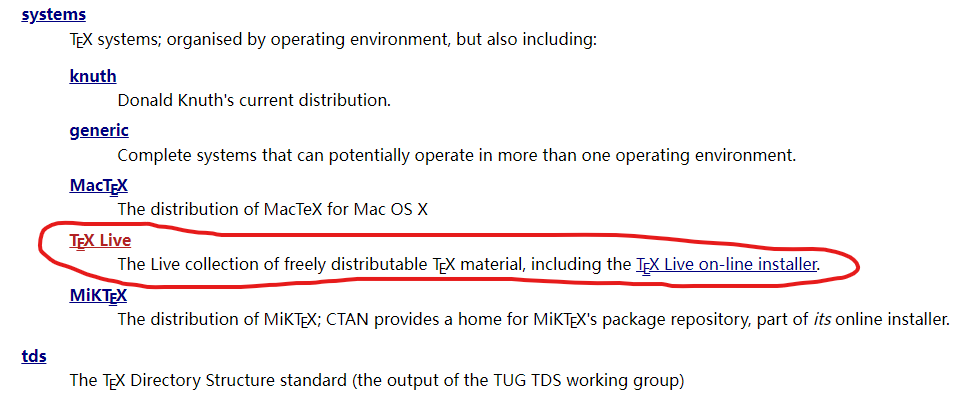 systems
TEX systems; organised by operating environment, but also including:
knuth
Donald Knuth's current distribution.
generic
Complete systems that can potentially operate in more than one operating environment.
MacTEX
The distribution of MacTeX for Mac OS X
TEX Live
The Live collection of freely distributable TEX material, including the TEX Live on-line installer.
MiKTEX
The distribution of MiKTEX; CTAN provides a home for MiKTEX's package repository, part of its online installer.
tds
The TEX Directory Structure standard (the output of the TUG TDS working group)